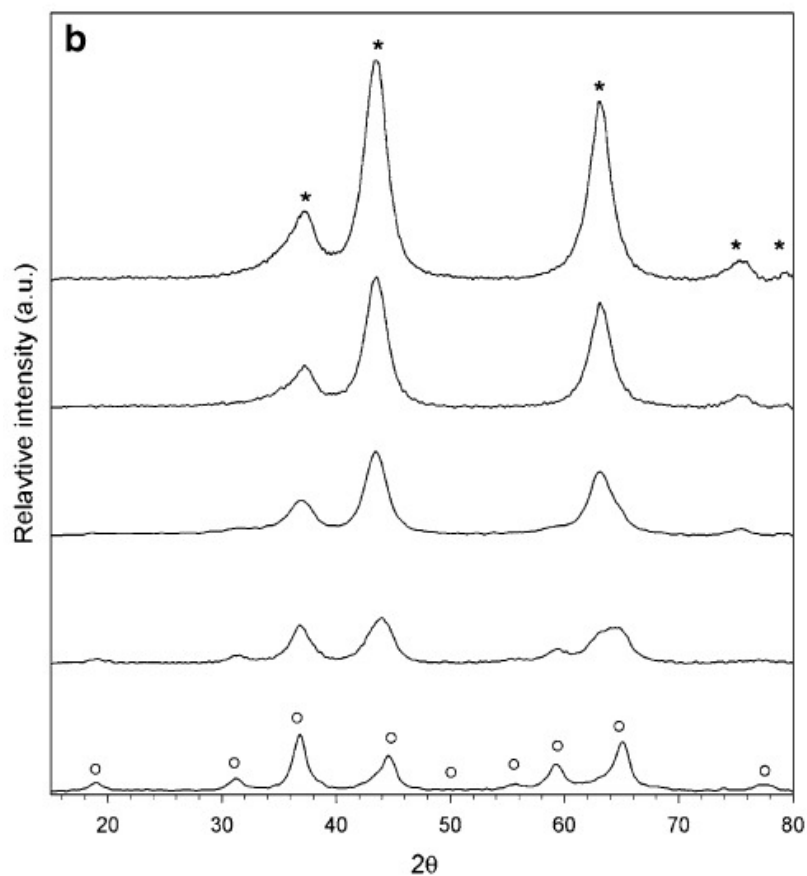 b
* * * * *
Relavtive intensity (a.u.)
20 30 40 50 60 70 80
2θ